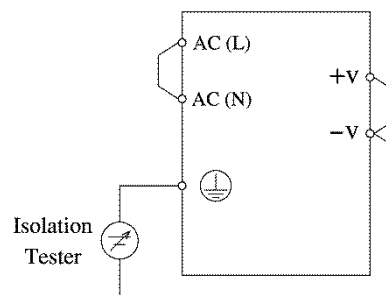 AC (L)
AC (N)
+V
−V
Isolation
Tester